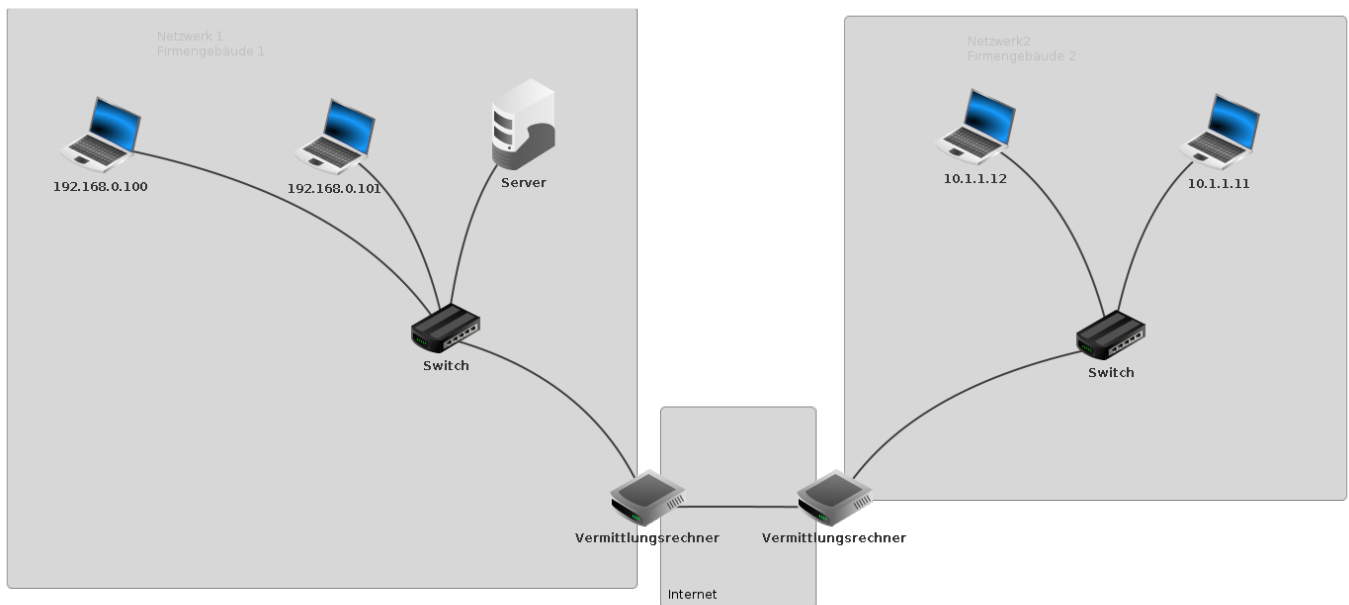 Netzwerk 1
Firmengebäude 1
192.168.0.100
192.168.0.101
Server
Switch
Vermittlungsrechner
Internet
Vermittlungsrechner
Netzwerk2
Firmengebäude 2
10.1.1.12
10.1.1.11
Switch